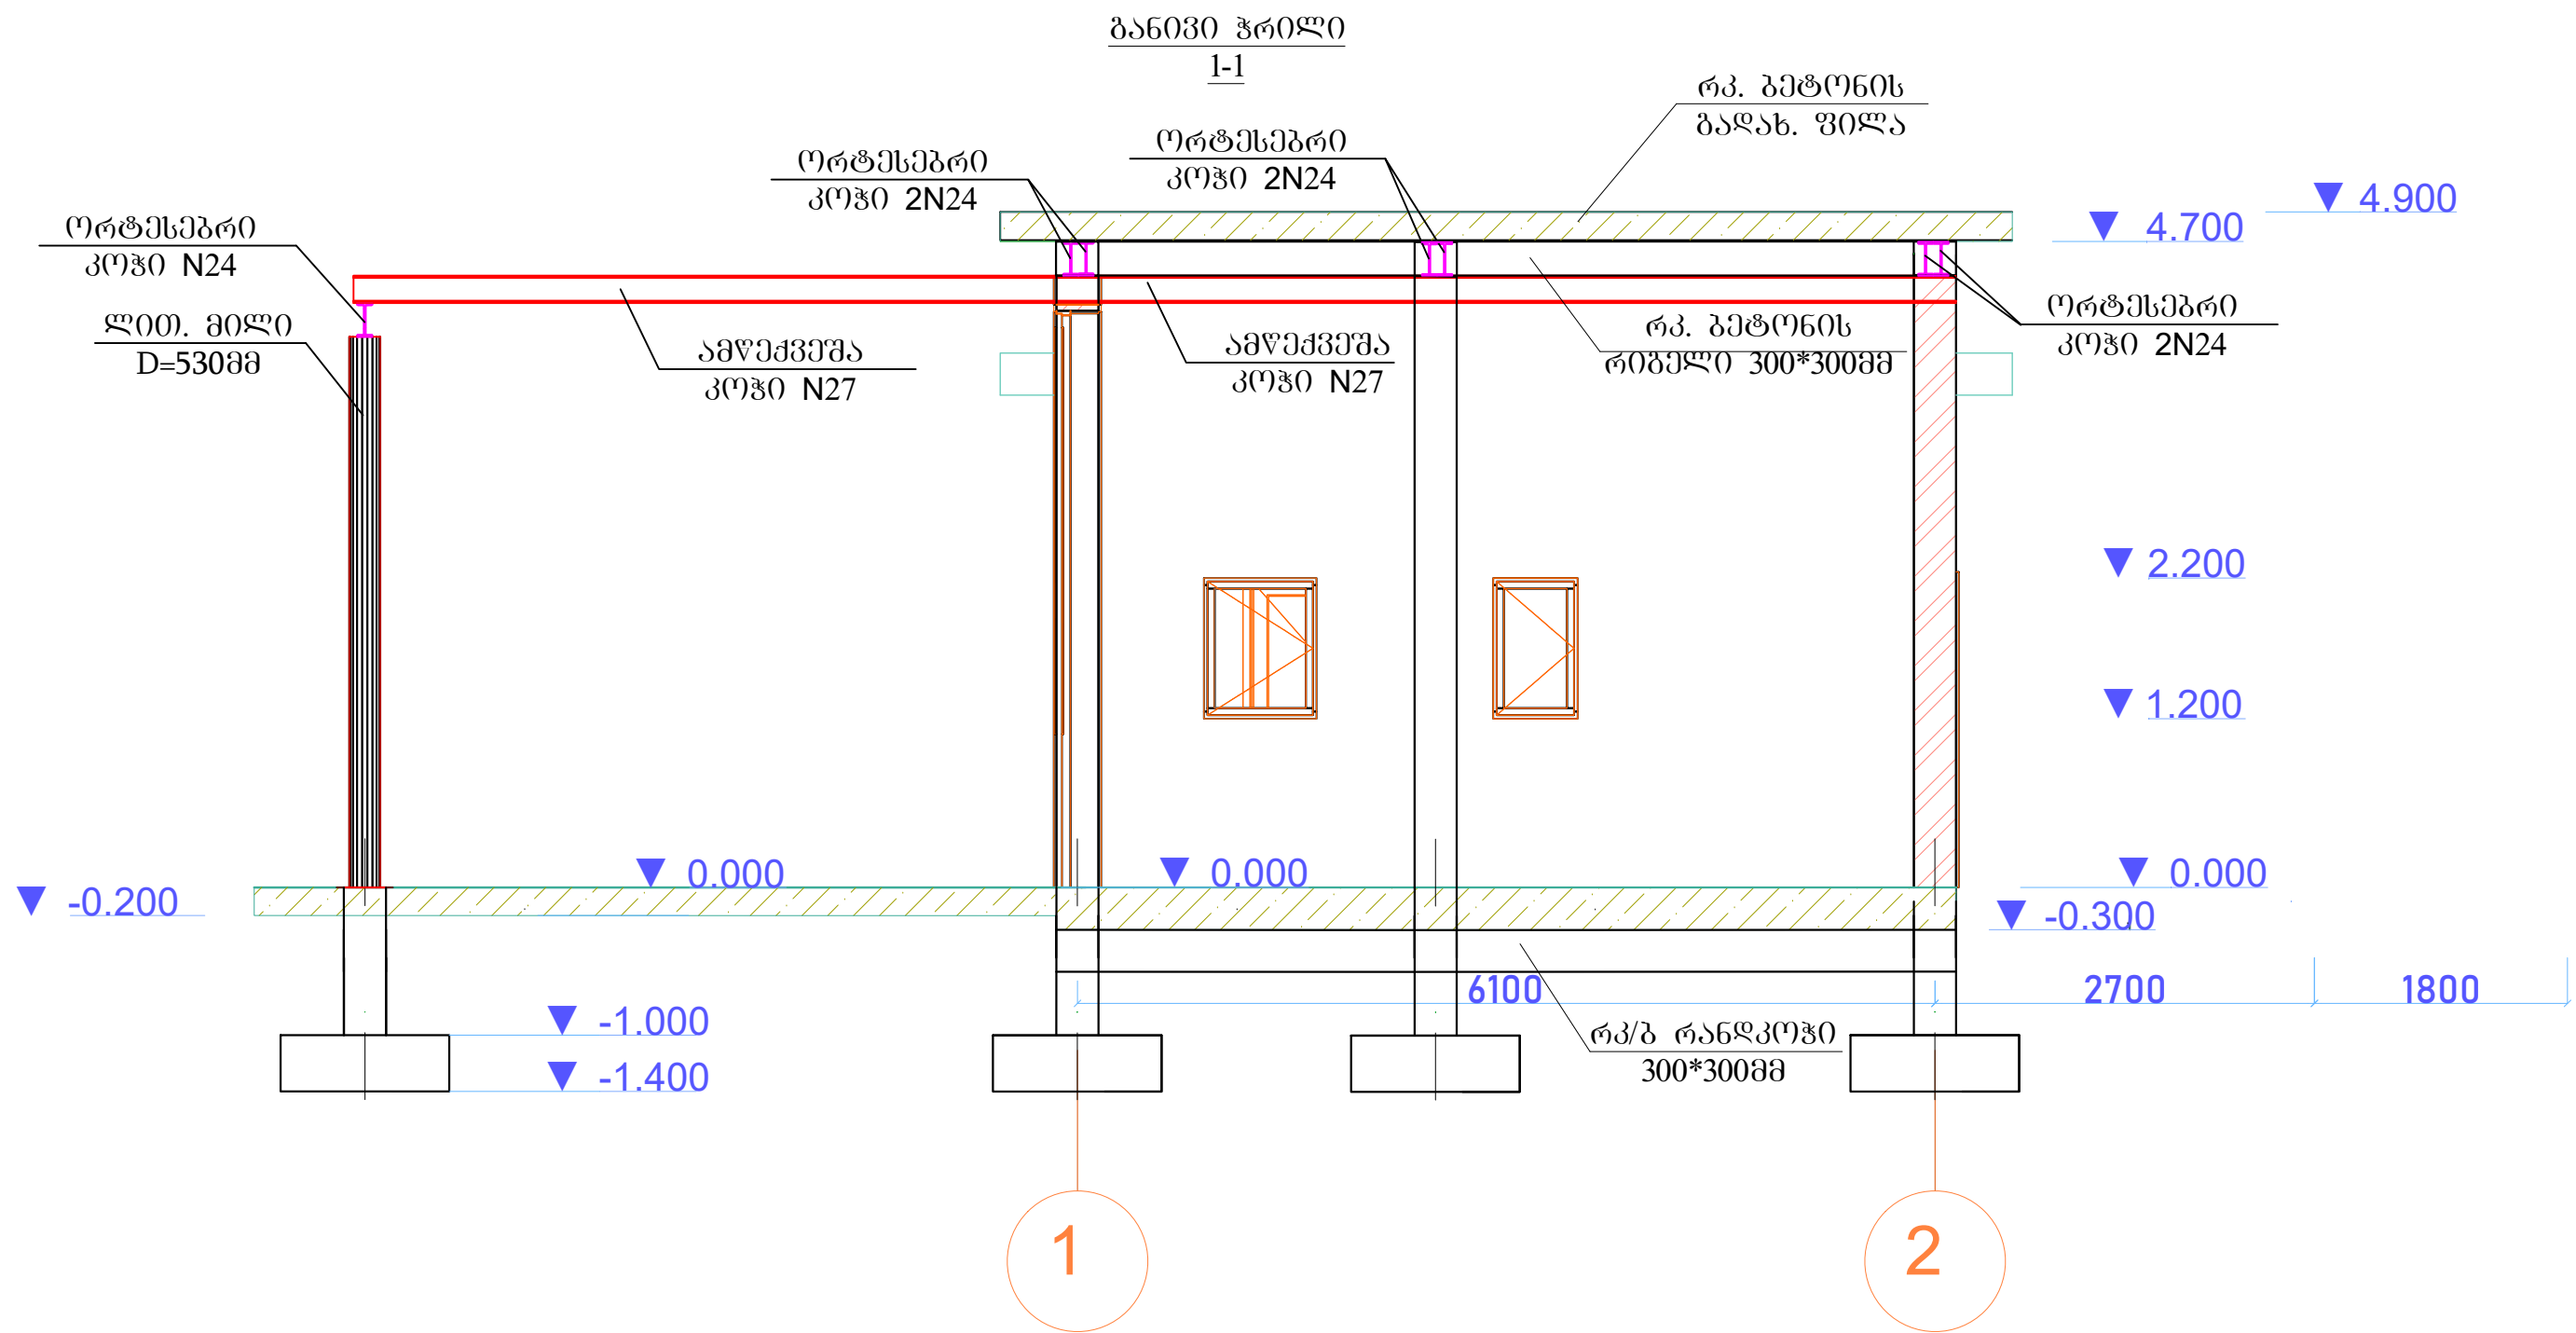 განივი ჭრილი
1-1
რკ. ბეტონის
გადახ. ფილა
ორტესებრი
კოჭი 2N24
ორტესებრი
კოჭი 2N24
4.900
4.700
ორტესებრი
კოჭი N24
ლით. მილი
D=530მმ
ამწექვეშა
კოჭი N27
ამწექვეშა
კოჭი N27
რკ. ბეტონის
რიგელი 300*300მმ
ორტესებრი
კოჭი 2N24
2.200
1.200
0.000
0.000
0.000
-0.200
-0.300
6100
2700
1800
-1.000
-1.400
რკ/ბ რანდკოჭი
300*300მმ
1
2